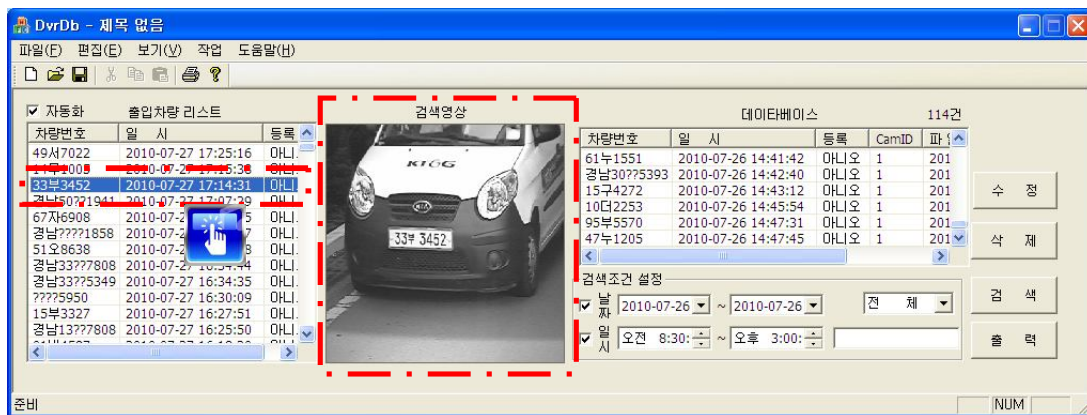 DvrDb - 제목 없음
파일(F) 편집(E) 보기(V) 작업 도움말(H)
자동화 출입차량 리스트
차량번호 일 시 등록
49서7022 2010-07-27 17:25:16 아니.
33부3452 2010-07-27 17:14:31 아니.
67자6908 2010-07-2
경남????1858 2010-07-2
51오8638 2010-07-2
경남33??7808 2010-07-27 16:34:44 아니.
경남33??5349 2010-07-27 16:34:35 아니.
????5950 2010-07-27 16:30:09 아니.
15부3327 2010-07-27 16:27:51 아니.
경남13??7808 2010-07-27 16:25:50 아니.
검색영상
33부 3452
데이타베이스 114건
차량번호 일 시 등록 CamID 파일
61누1551 2010-07-26 14:41:42 아니오 1 201
경남30??5393 2010-07-26 14:42:40 아니오 1 201
15구4272 2010-07-26 14:43:12 아니오 1 201
10더2253 2010-07-26 14:45:54 아니오 1 201
95부5570 2010-07-26 14:47:31 아니오 1 201
47누1205 2010-07-26 14:47:45 아니오 1 201
검색조건 설정
날짜 2010-07-26 ~ 2010-07-26 전 체
일시 오전 8:30: ~ 오후 3:00:
수 정
삭 제
검 색
출 력
준비 NUM